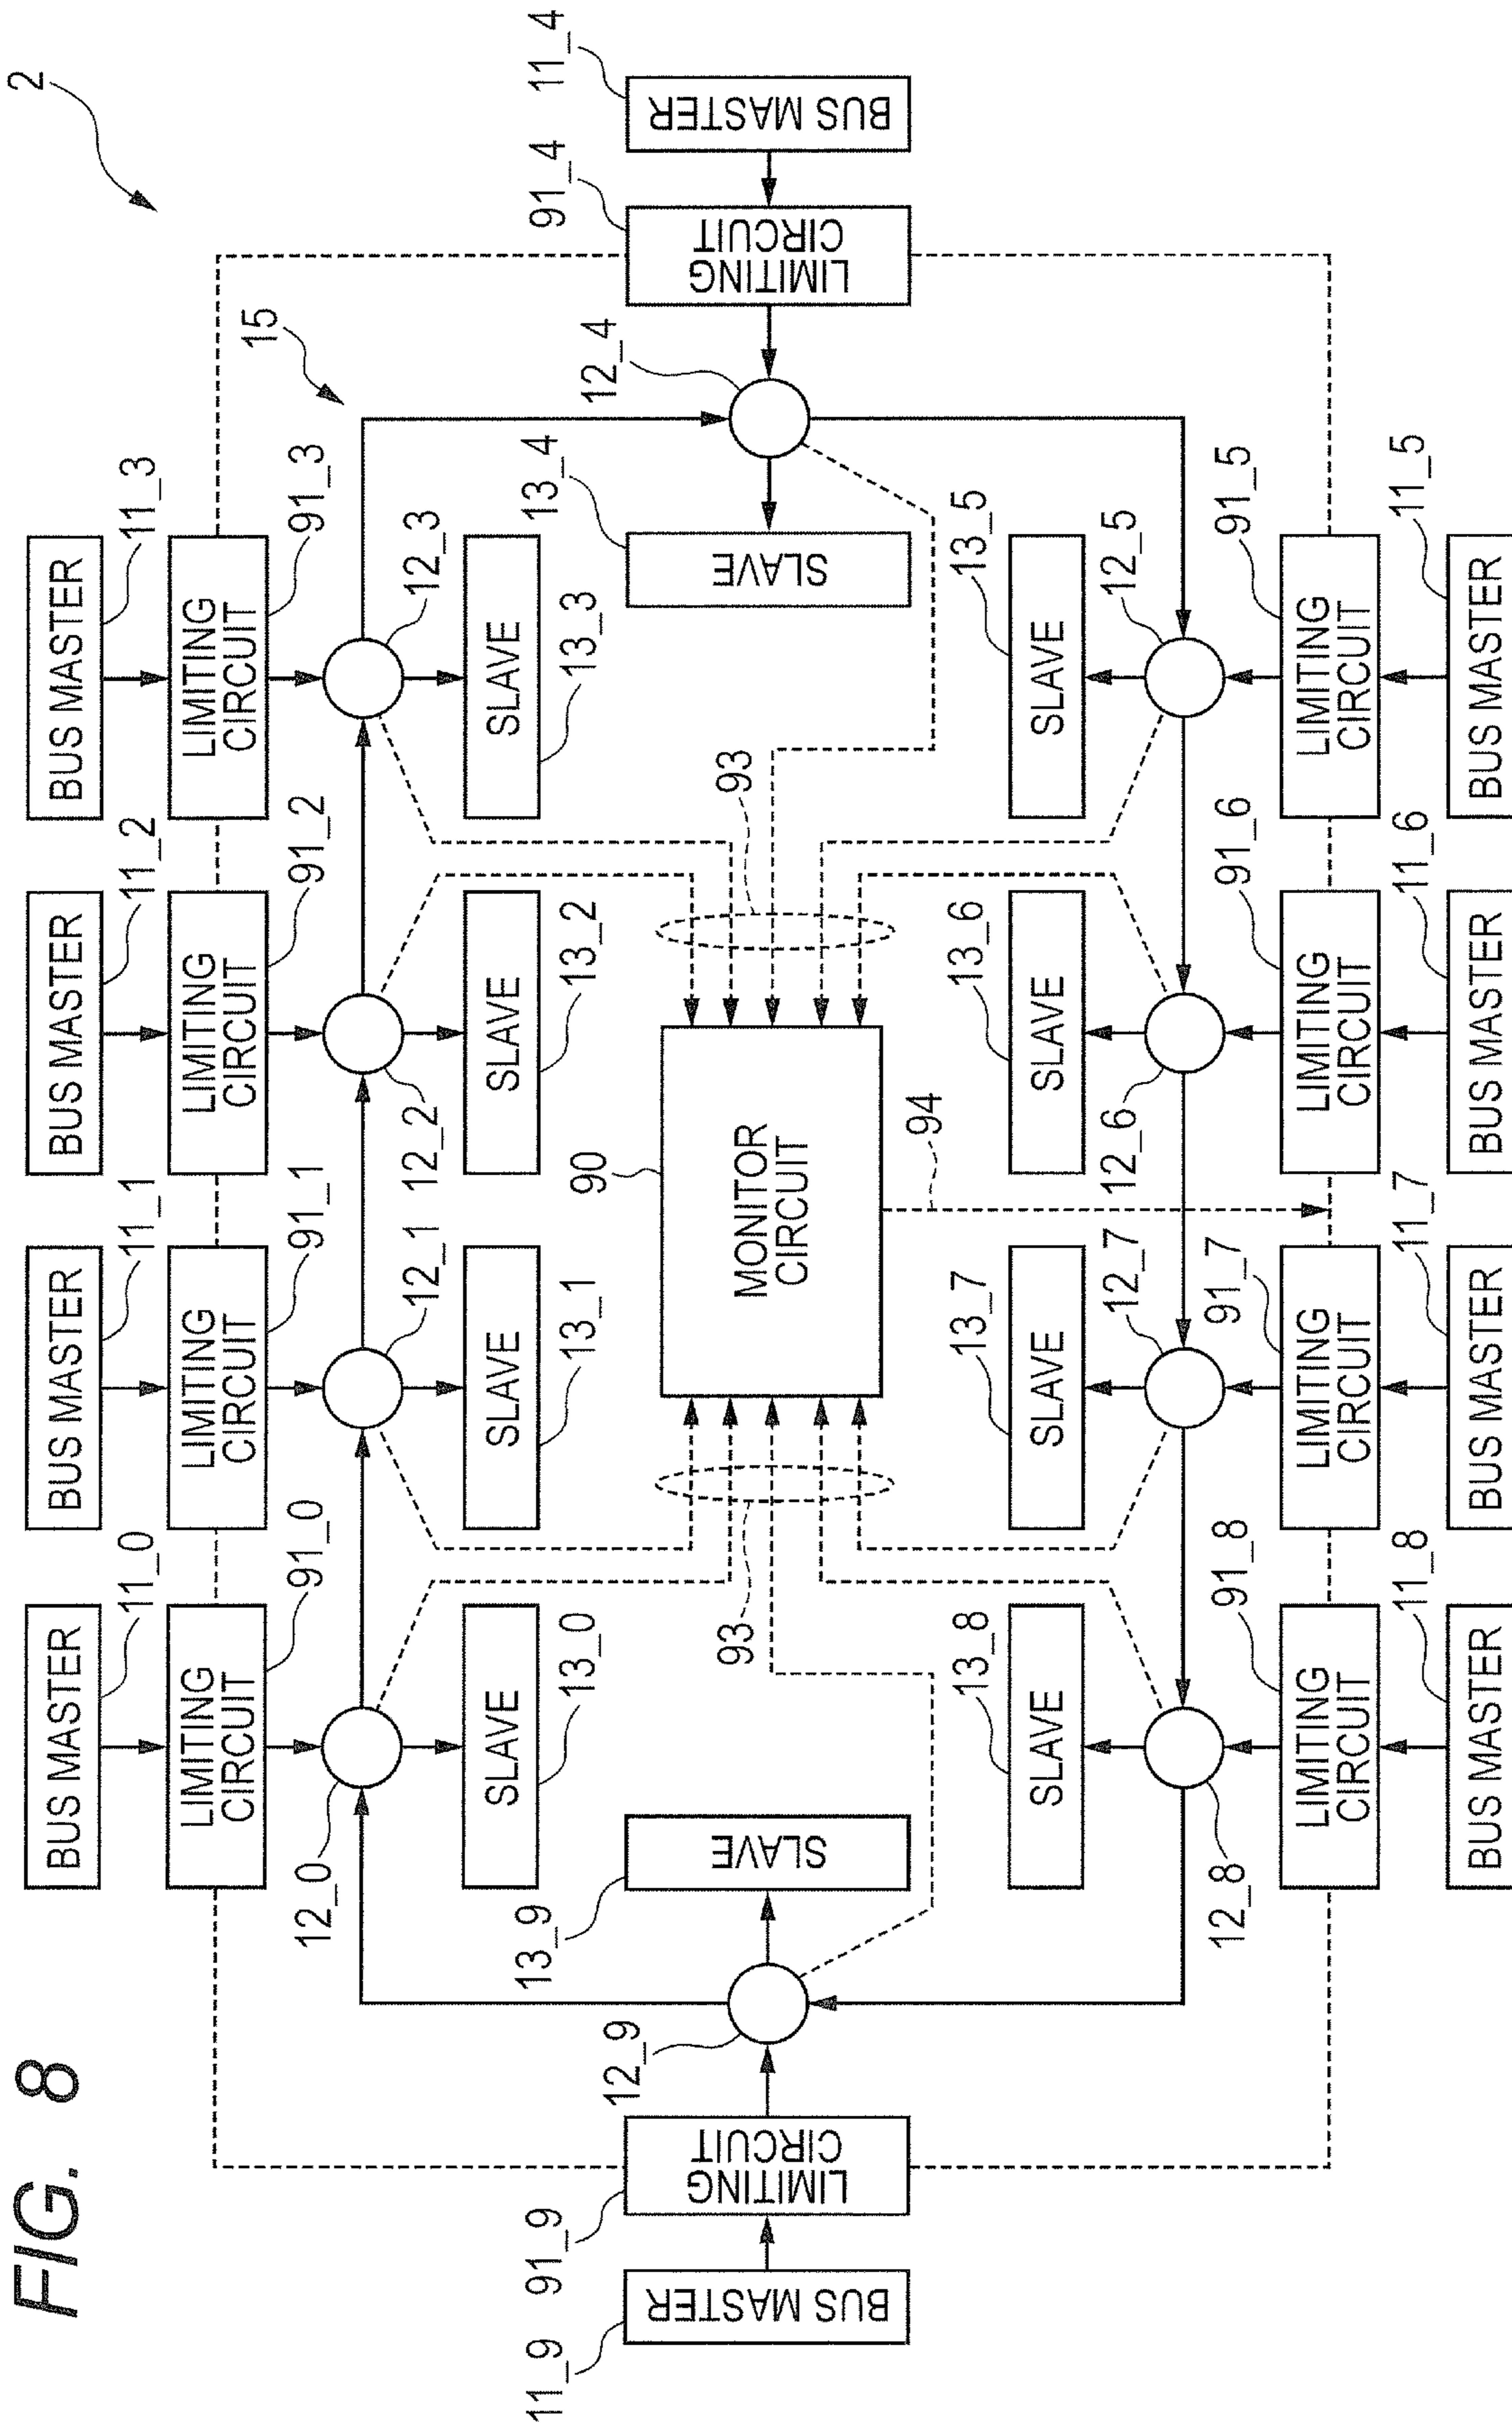 FIG. 8
2
15
BUS MASTER
11_0
BUS MASTER
11_1
BUS MASTER
11_2
BUS MASTER
11_3
LIMITING
CIRCUIT
91_0
LIMITING
CIRCUIT
91_1
LIMITING
CIRCUIT
91_2
LIMITING
CIRCUIT
91_3
12_0
12_1
12_2
12_3
SLAVE
13_0
SLAVE
13_1
SLAVE
13_2
SLAVE
13_3
11_9
BUS MASTER
91_9
LIMITING
CIRCUIT
12_9
13_9
SLAVE
93
90
MONITOR
CIRCUIT
93
94
13_4
SLAVE
12_4
91_4
LIMITING
CIRCUIT
11_4
BUS MASTER
SLAVE
13_8
SLAVE
13_7
SLAVE
13_6
SLAVE
13_5
12_8
12_7
12_6
12_5
LIMITING
CIRCUIT
91_8
LIMITING
CIRCUIT
91_7
LIMITING
CIRCUIT
91_6
LIMITING
CIRCUIT
91_5
BUS MASTER
11_8
BUS MASTER
11_7
BUS MASTER
11_6
BUS MASTER
11_5